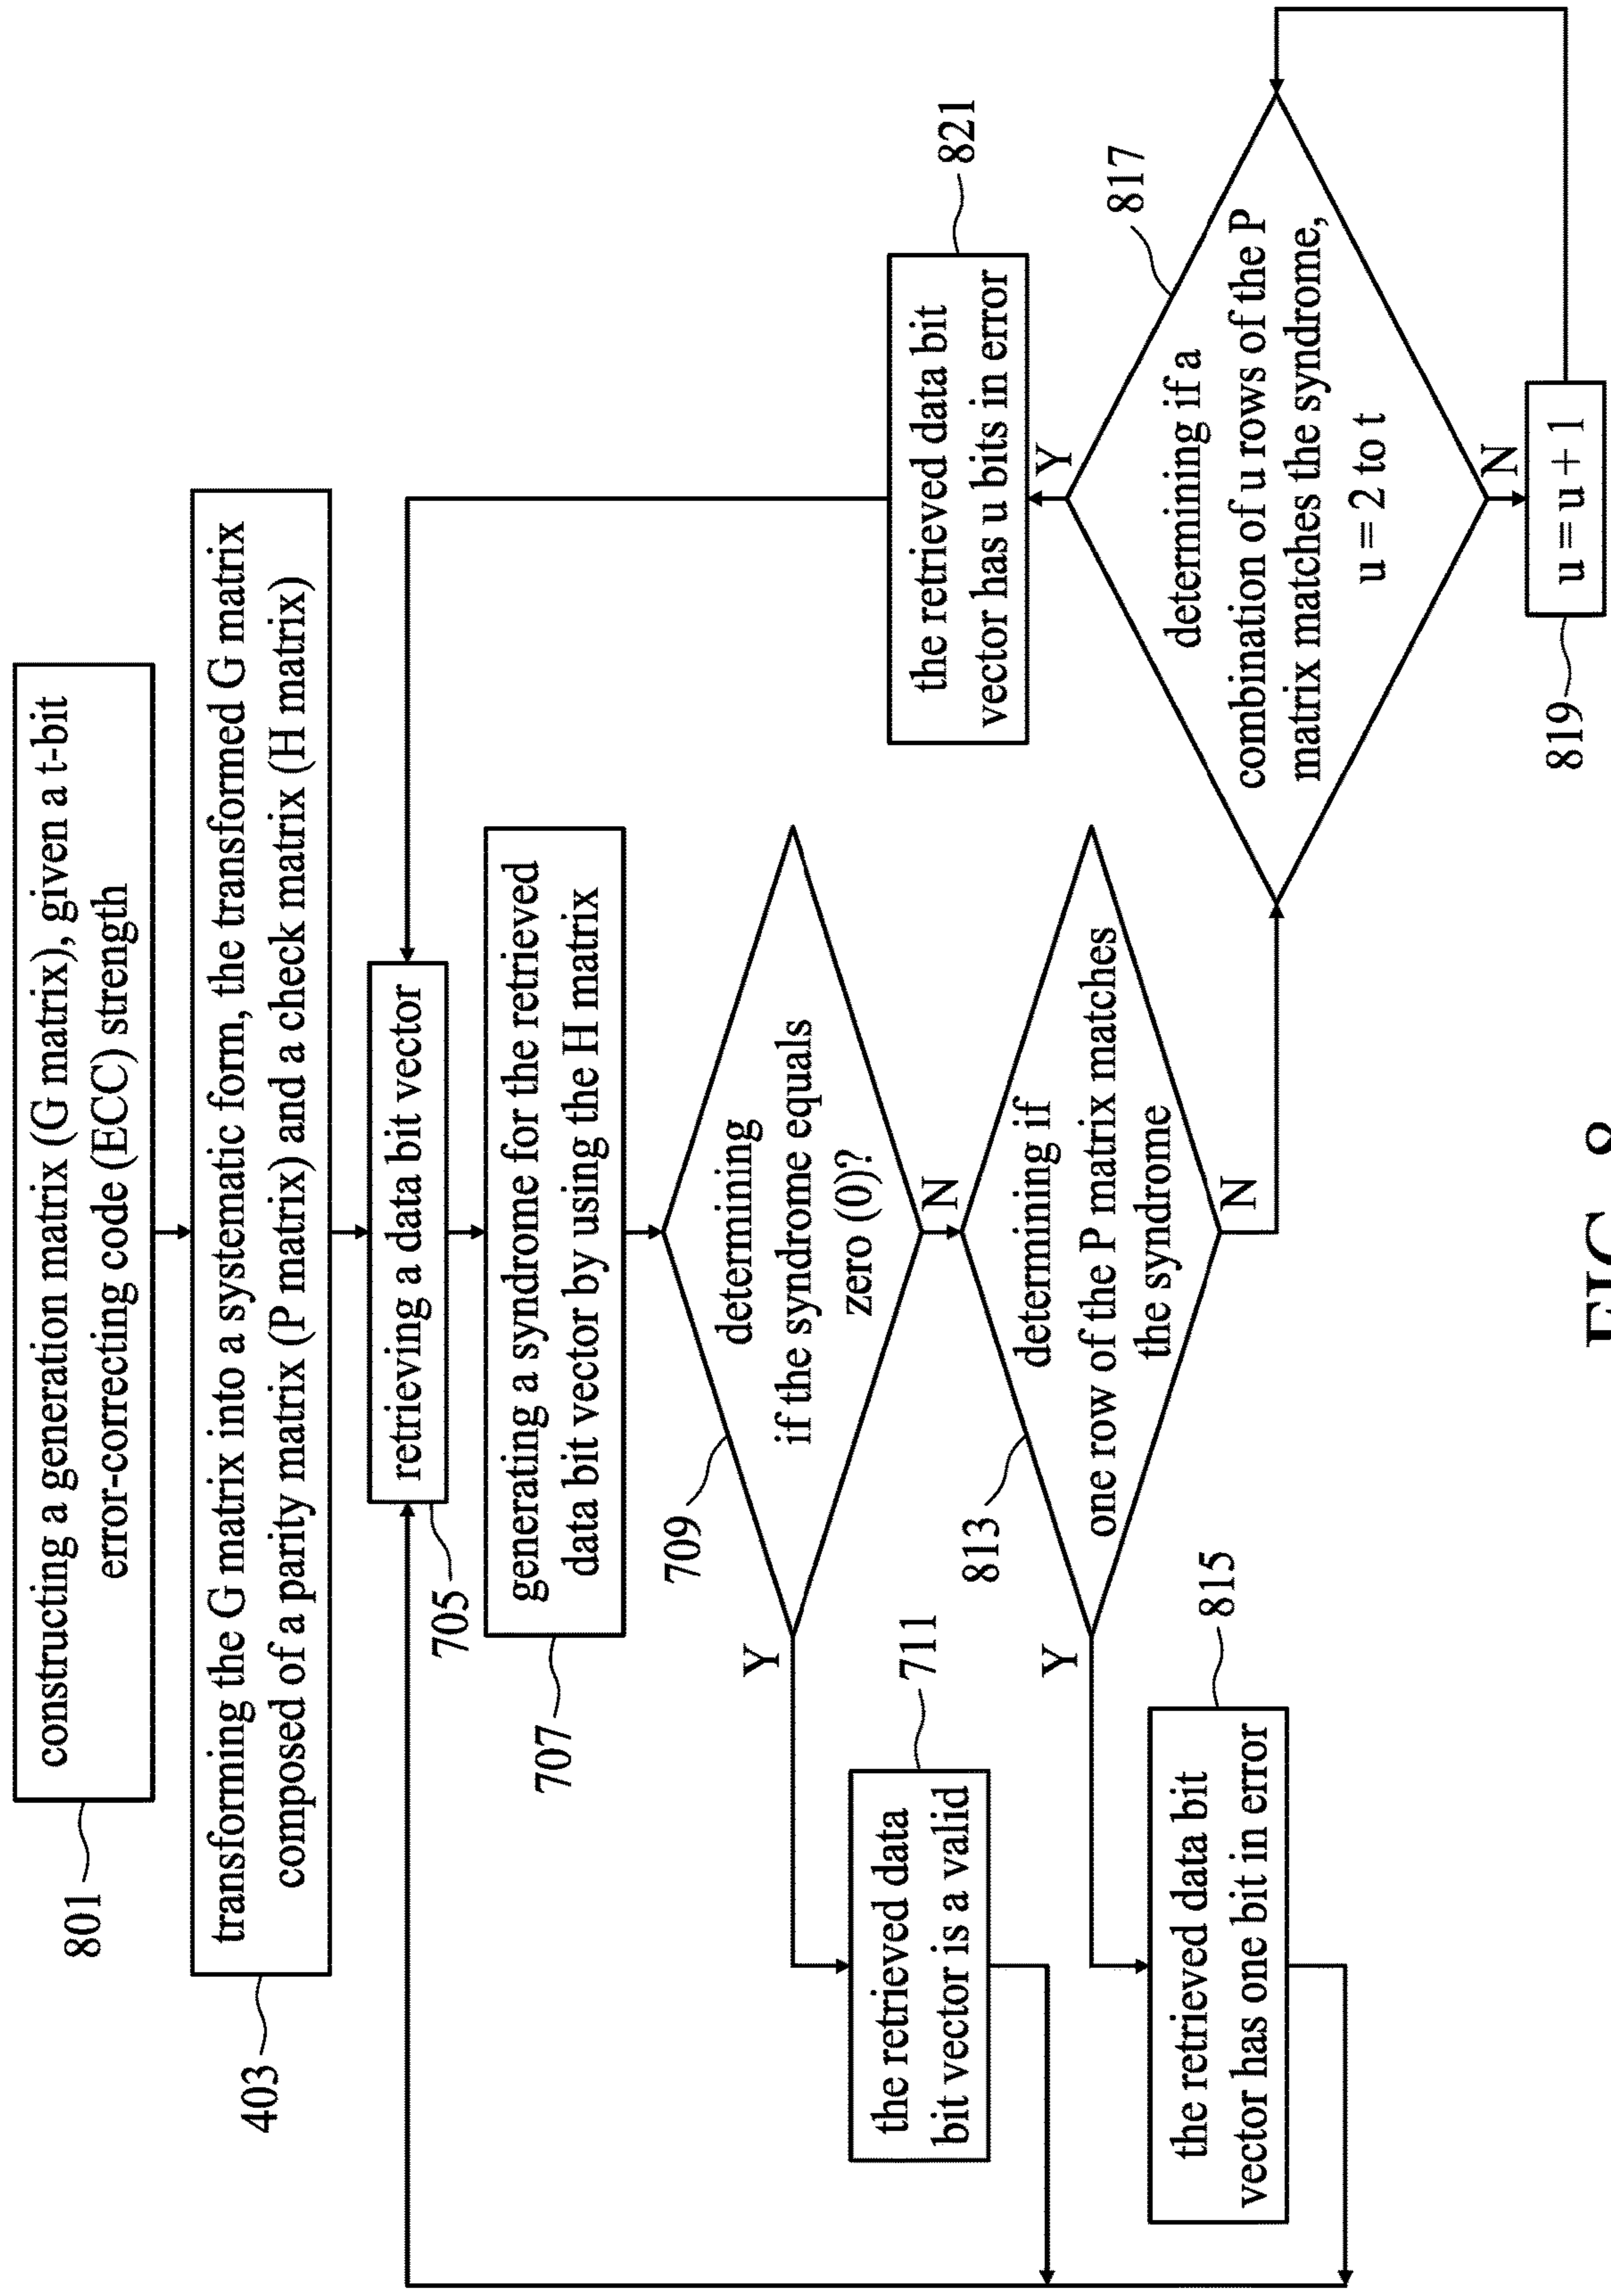 constructing a generation matrix (G matrix), given a t-bit
error-correcting code (ECC) strength
801
transforming the G matrix into a systematic form, the transformed G matrix
composed of a parity matrix (P matrix) and a check matrix (H matrix)
403
retrieving a data bit vector
705
generating a syndrome for the retrieved
data bit vector by using the H matrix
707
determining
if the syndrome equals
zero (0)?
709
Y
N
the retrieved data
bit vector is a valid
711
determining if
one row of the P matrix matches
the syndrome
813
Y
N
the retrieved data bit
vector has one bit in error
815
the retrieved data bit
vector has u bits in error
821
Y
determining if a
combination of u rows of the P
matrix matches the syndrome,
u = 2 to t
817
N
u = u + 1
819
FIG. 8